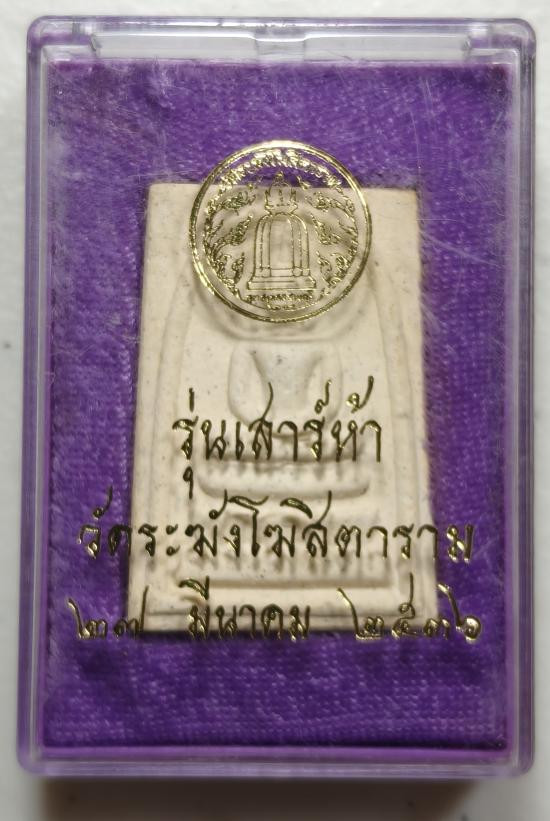 รุ่นเสาร์ห้า
วัดระฆังโฆสิตาราม
๒๗ มีนาคม ๒๕๓๖